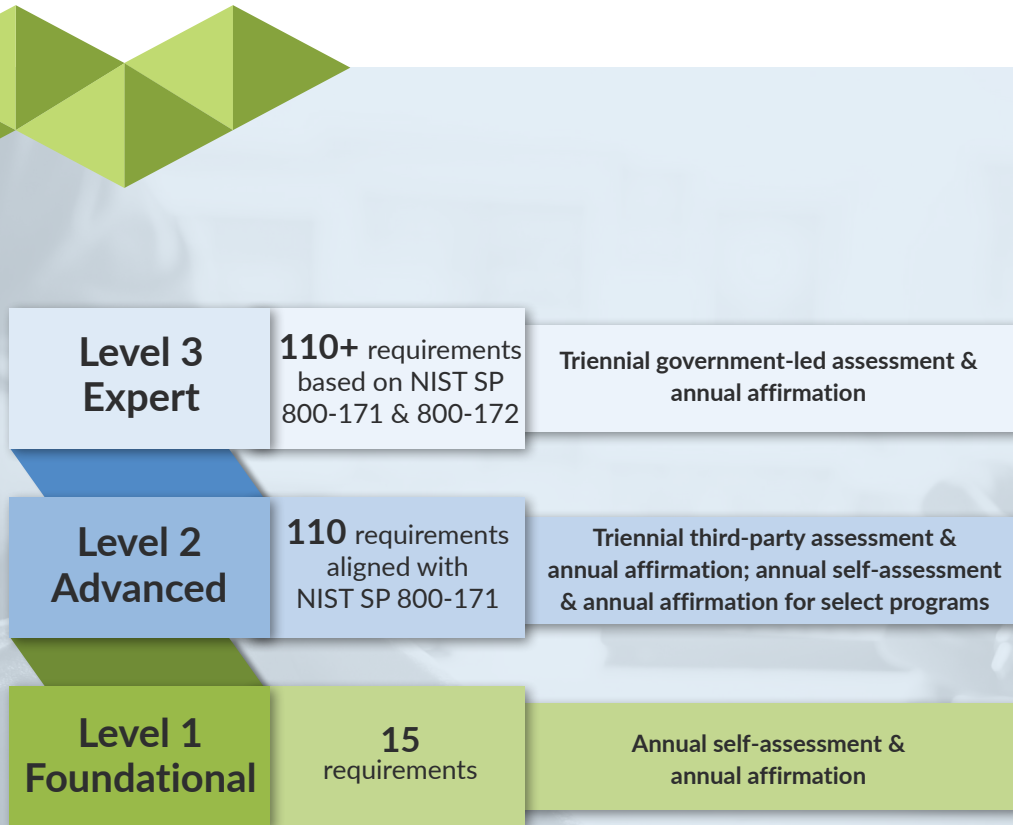 Level 3
Expert
110+ requirements
based on NIST SP
800-171 & 800-172
Triennial government-led assessment &
annual affirmation
Level 2
Advanced
110 requirements
aligned with
NIST SP 800-171
Triennial third-party assessment &
annual affirmation; annual self-assessment
& annual affirmation for select programs
Level 1
Foundational
15
requirements
Annual self-assessment &
annual affirmation